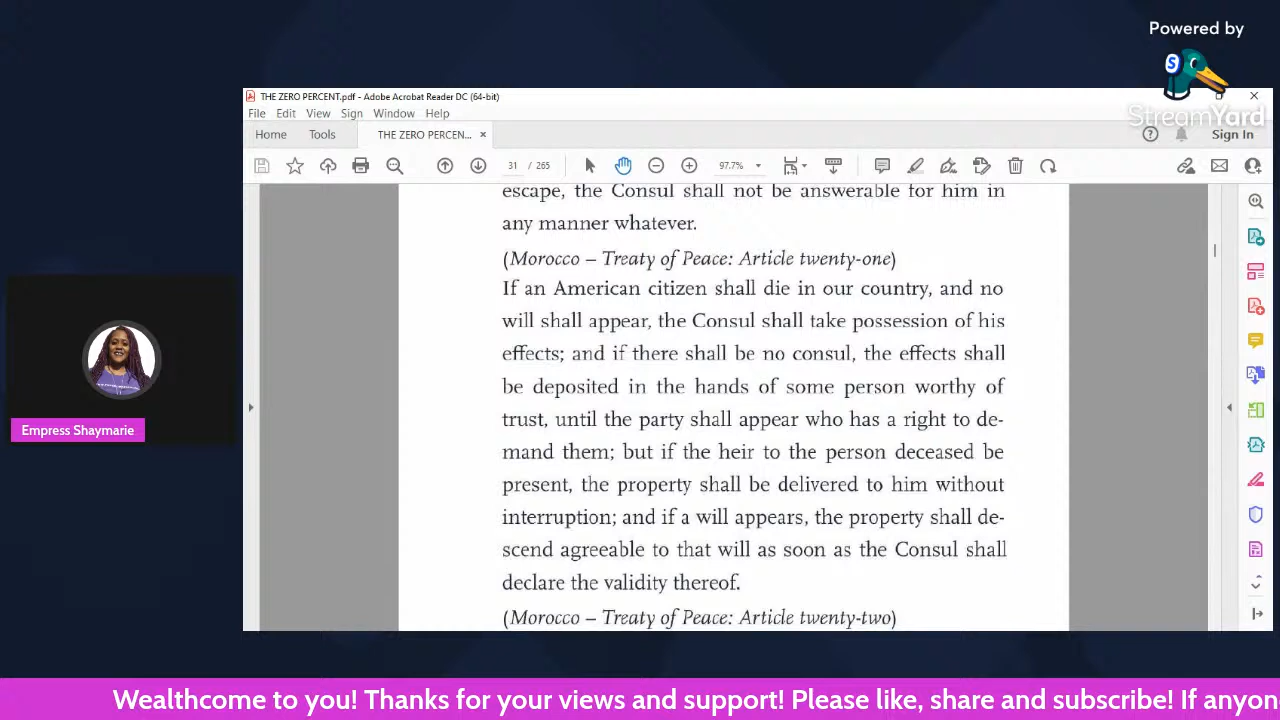 Powered by
StreamYard
THE ZERO PERCENT.pdf - Adobe Acrobat Reader DC (64-bit)
File Edit View Sign Window Help
Home Tools THE ZERO PERCEN... × Sign In
31 / 265 97.7%
escape, the Consul shall not be answerable for him in
any manner whatever.
(Morocco – Treaty of Peace: Article twenty-one)
If an American citizen shall die in our country, and no
will shall appear, the Consul shall take possession of his
effects; and if there shall be no consul, the effects shall
be deposited in the hands of some person worthy of
trust, until the party shall appear who has a right to de-
mand them; but if the heir to the person deceased be
present, the property shall be delivered to him without
interruption; and if a will appears, the property shall de-
scend agreeable to that will as soon as the Consul shall
declare the validity thereof.
(Morocco – Treaty of Peace: Article twenty-two)
Empress Shaymarie
Wealthcome to you! Thanks for your views and support! Please like, share and subscribe! If anyon